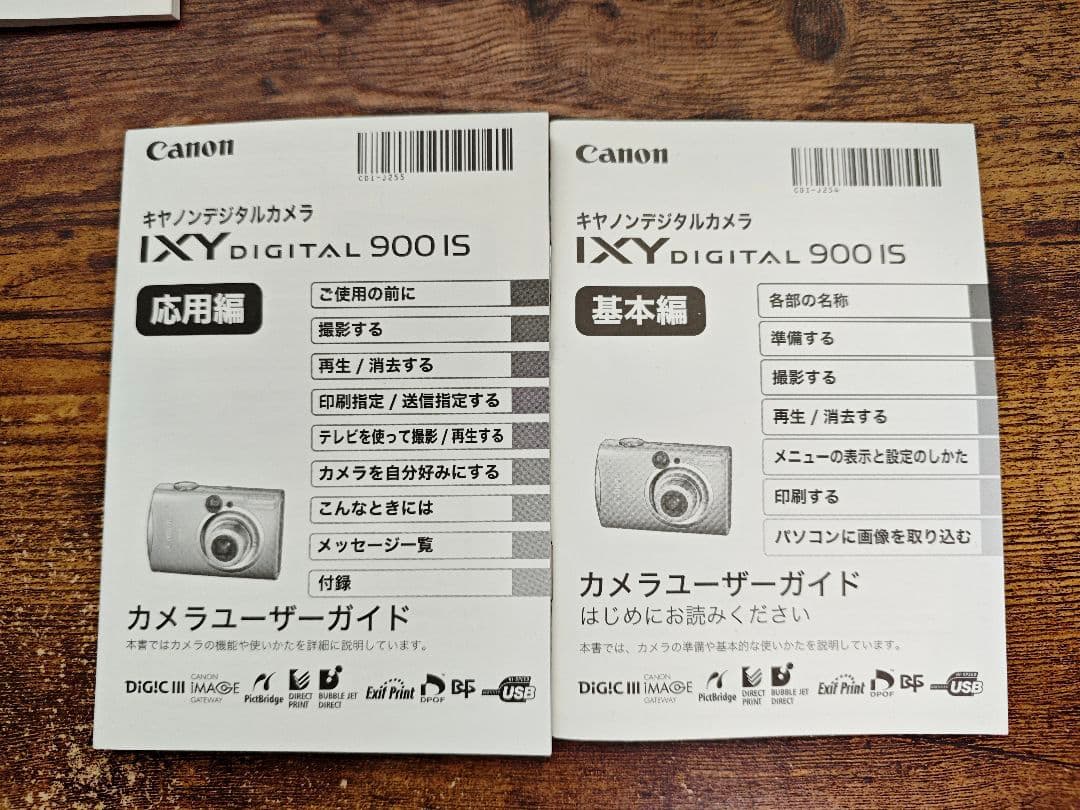 Canon
CDI-J255
キヤノンデジタルカメラ
IXY DIGITAL 900 IS
応用編
ご使用の前に
撮影する
再生 / 消去する
印刷指定 / 送信指定する
テレビを使って撮影 / 再生する
カメラを自分好みにする
こんなときには
メッセージ一覧
付録
カメラユーザーガイド
本書ではカメラの機能や使いかたを詳細に説明しています。
DiGiC III
CANON
iMAGE
GATEWAY
PictBridge
DIRECT
PRINT
BUBBLE JET
DIRECT
Exif Print
DPOF
USB
Canon
CDI-J254
キヤノンデジタルカメラ
IXY DIGITAL 900 IS
基本編
各部の名称
準備する
撮影する
再生 / 消去する
メニューの表示と設定のしかた
印刷する
パソコンに画像を取り込む
カメラユーザーガイド
はじめにお読みください
本書では、カメラの準備や基本的な使いかたを説明しています。
DiGiC III
CANON
iMAGE
GATEWAY
PictBridge
DIRECT
PRINT
BUBBLE JET
DIRECT
Exif Print
DPOF
USB